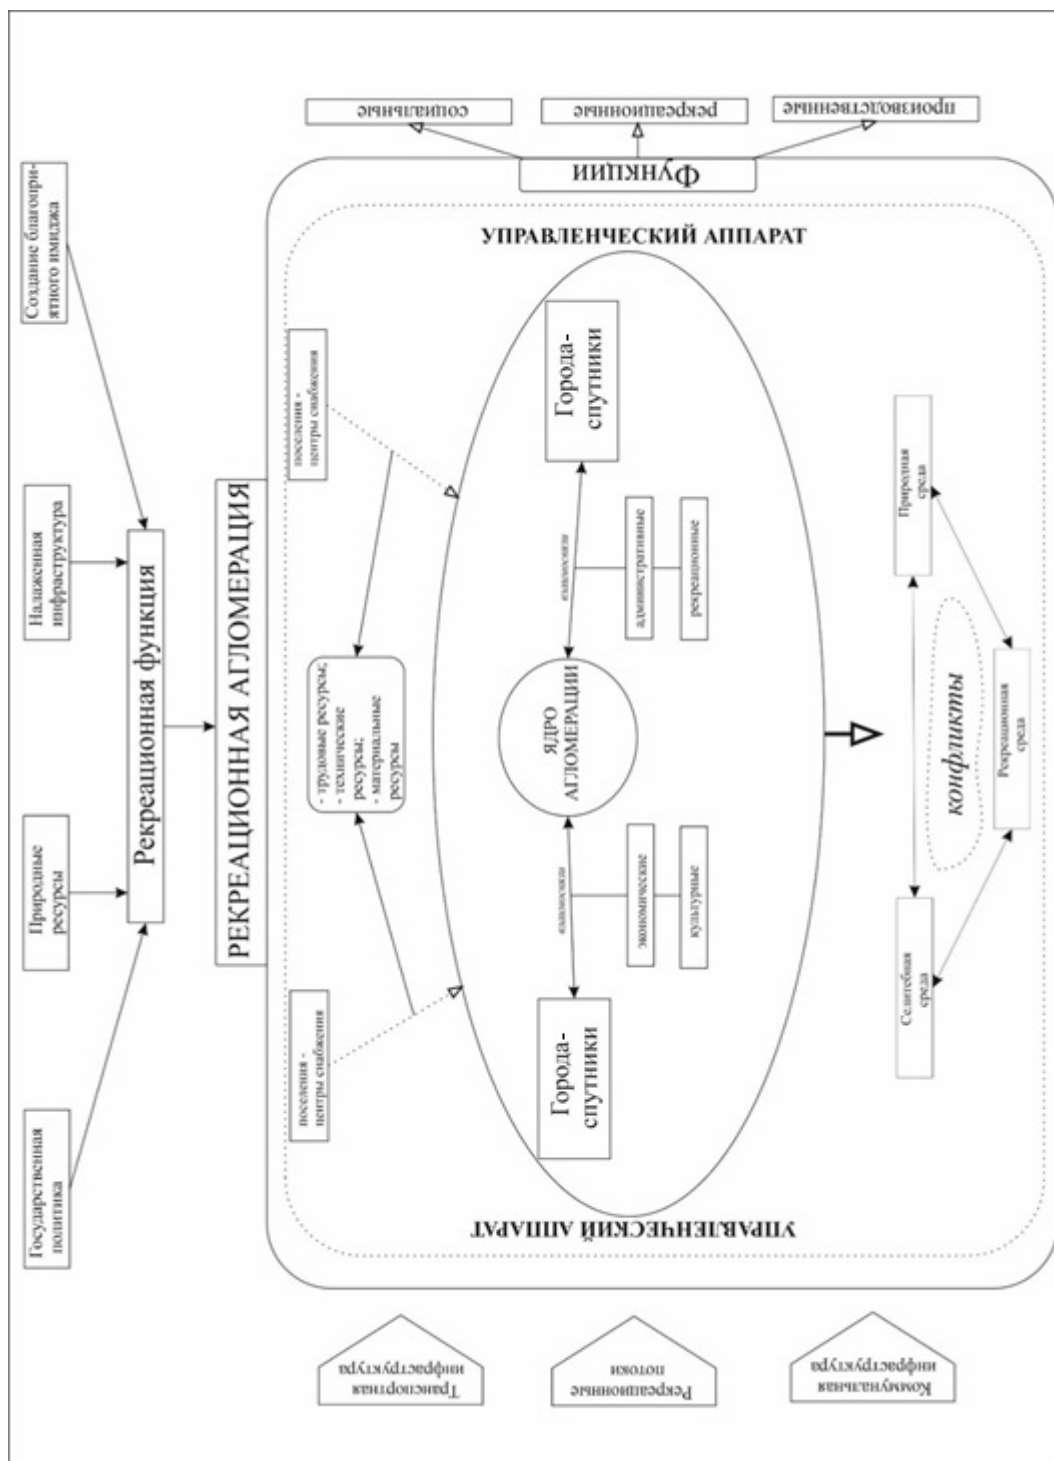 Государственная
политика
Природные
ресурсы
Налаженная
инфраструктура
Создание благопри-
ятного имиджа
Рекреационная функция
РЕКРЕАЦИОННАЯ АГЛОМЕРАЦИЯ
Транспортная
инфраструктура
Рекреационные
потоки
Коммунальная
инфраструктура
УПРАВЛЕНЧЕСКИЙ АППАРАТ
поселения -
центры снабжения
- трудовые ресурсы;
- технические
ресурсы;
- материальные
ресурсы
поселения -
центры снабжения
Города-
спутники
взаимосвязи
экономические
культурные
ЯДРО
АГЛОМЕРАЦИИ
взаимосвязи
административные
рекреационные
Города-
спутники
Селитебная
среда
Природная
среда
конфликты
Рекреационная
среда
УПРАВЛЕНЧЕСКИЙ АППАРАТ
Функции
социальные
рекреационные
производственные